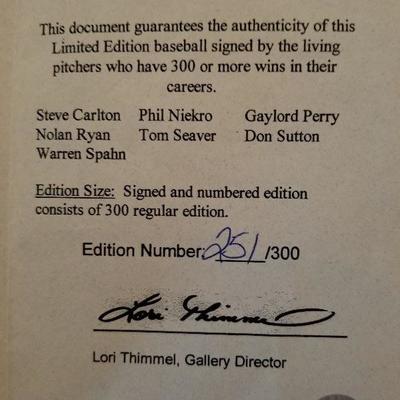 This document guarantees the authenticity of this
Limited Edition baseball signed by the living
pitchers who have 300 or more wins in their
careers.
Steve Carlton Phil Niekro Gaylord Perry
Nolan Ryan Tom Seaver Don Sutton
Warren Spahn
Edition Size: Signed and numbered edition
consists of 300 regular edition.
Edition Number: 251/300
Lori Thimmel
Lori Thimmel, Gallery Director